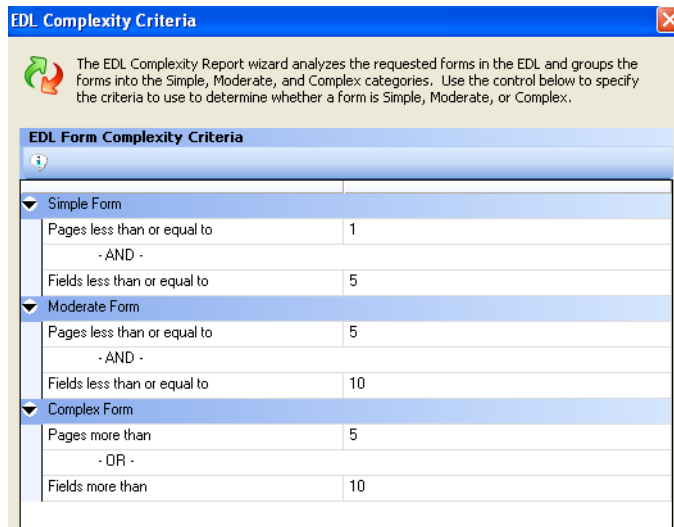 EDL Complexity Criteria
The EDL Complexity Report wizard analyzes the requested forms in the EDL and groups the
forms into the Simple, Moderate, and Complex categories.  Use the control below to specify
the criteria to use to determine whether a form is Simple, Moderate, or Complex.
EDL Form Complexity Criteria
Simple Form
Pages less than or equal to 1
- AND -
Fields less than or equal to 5
Moderate Form
Pages less than or equal to 5
- AND -
Fields less than or equal to 10
Complex Form
Pages more than 5
- OR -
Fields more than 10